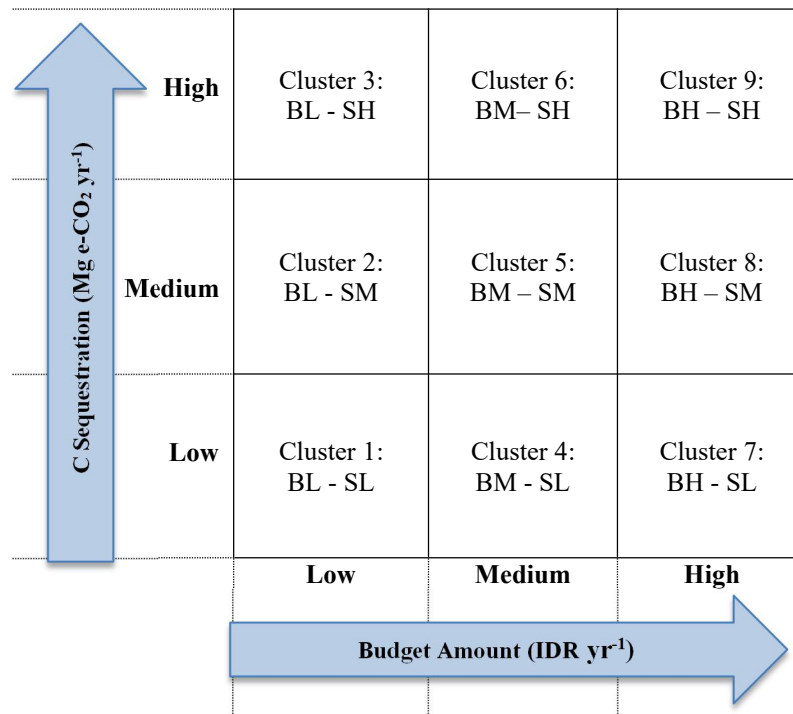 C Sequestration (Mg e-CO₂ yr⁻¹)
High
Cluster 3:
BL - SH
Cluster 6:
BM– SH
Cluster 9:
BH – SH
Medium
Cluster 2:
BL - SM
Cluster 5:
BM – SM
Cluster 8:
BH – SM
Low
Cluster 1:
BL - SL
Cluster 4:
BM - SL
Cluster 7:
BH - SL
Low
Medium
High
Budget Amount (IDR yr⁻¹)